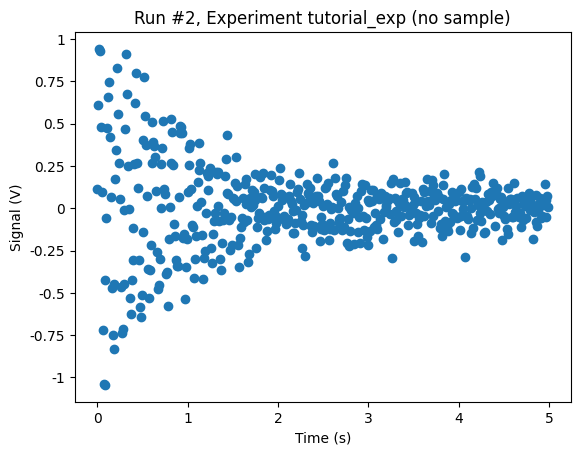 Run #2, Experiment tutorial_exp (no sample)
1
0.75
0.5
0.25
0
-0.25
-0.5
-0.75
-1
Signal (V)
0 1 2 3 4 5
Time (s)